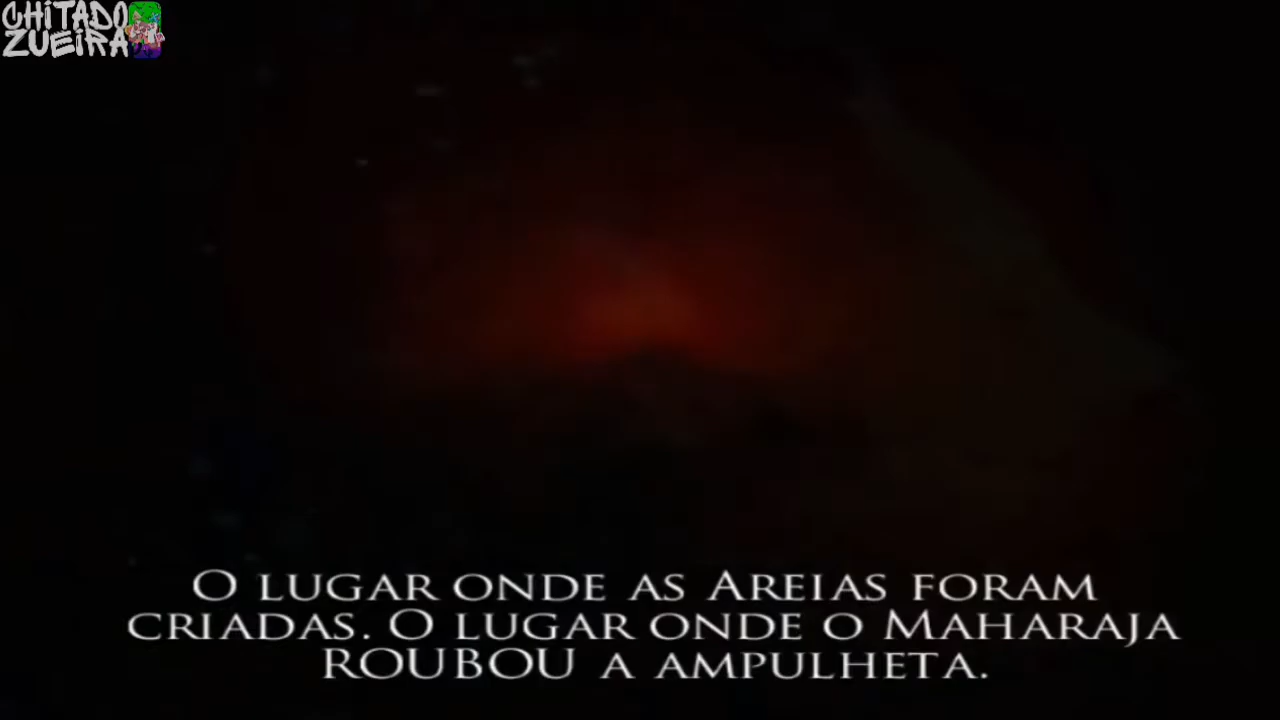 CHITADO
ZUEIRA
O LUGAR ONDE AS AREIAS FORAM
CRIADAS. O LUGAR ONDE O MAHARAJA
ROUBOU A AMPULHETA.